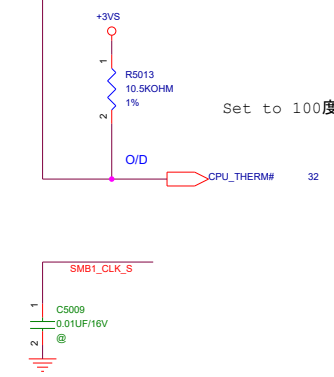 +3VS
1
R5013
10.5KOHM
1%
2
Set to 100度
O/D
CPU_THERM# 32
SMB1_CLK_S
1
C5009
0.01UF/16V
@
2